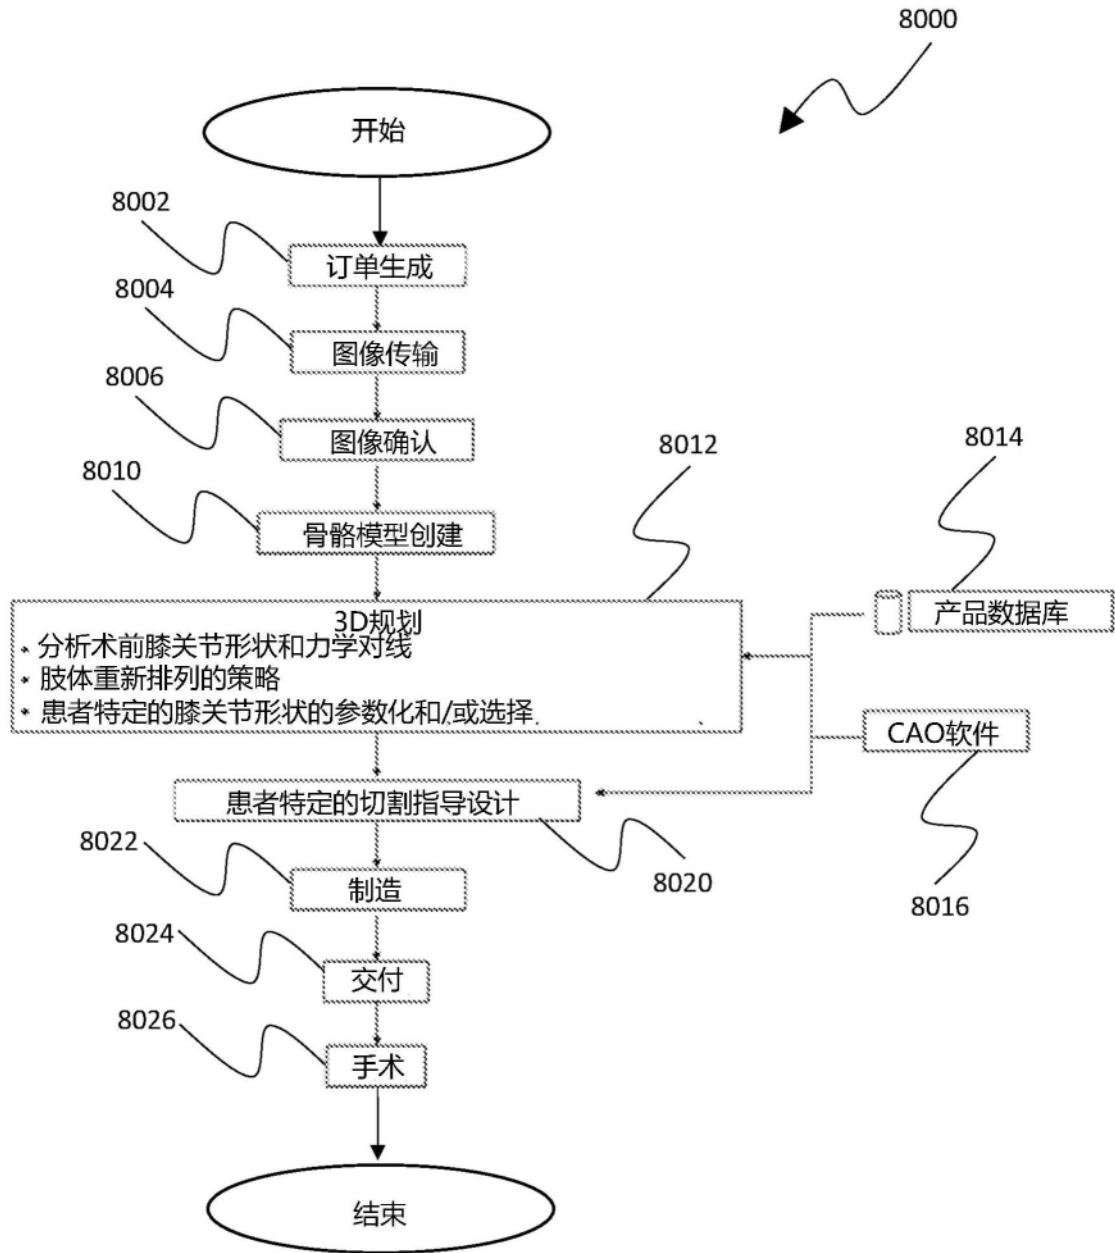 8000
开始
8002
订单生成
8004
图像传输
8006
图像确认
8010
骨骼模型创建
8012
8014
3D规划
分析术前膝关节形状和力学对线
肢体重新排列的策略
患者特定的膝关节形状的参数化和/或选择
产品数据库
CAO软件
8016
患者特定的切割指导设计
8020
8022
制造
8024
交付
8026
手术
结束